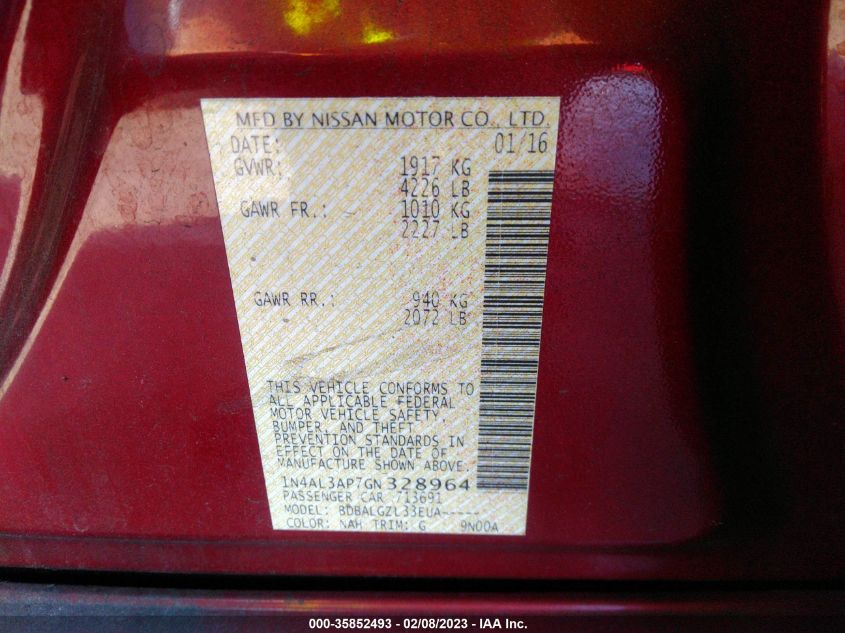 MFD BY NISSAN MOTOR CO., LTD.
DATE: 01/16
GVWR: 1917 KG
4226 LB
GAWR FR.: 1010 KG
2227 LB
GAWR RR.: 940 KG
2072 LB
THIS VEHICLE CONFORMS TO
ALL APPLICABLE FEDERAL
MOTOR VEHICLE SAFETY,
BUMPER, AND THEFT
PREVENTION STANDARDS IN
EFFECT ON THE DATE OF
MANUFACTURE SHOWN ABOVE.
1N4AL3AP7GN328964
PASSENGER CAR 713691
MODEL: BDBALGZL33EUA-----
COLOR: NAH TRIM: G 9N00A
000-35852493 - 02/08/2023 - IAA Inc.